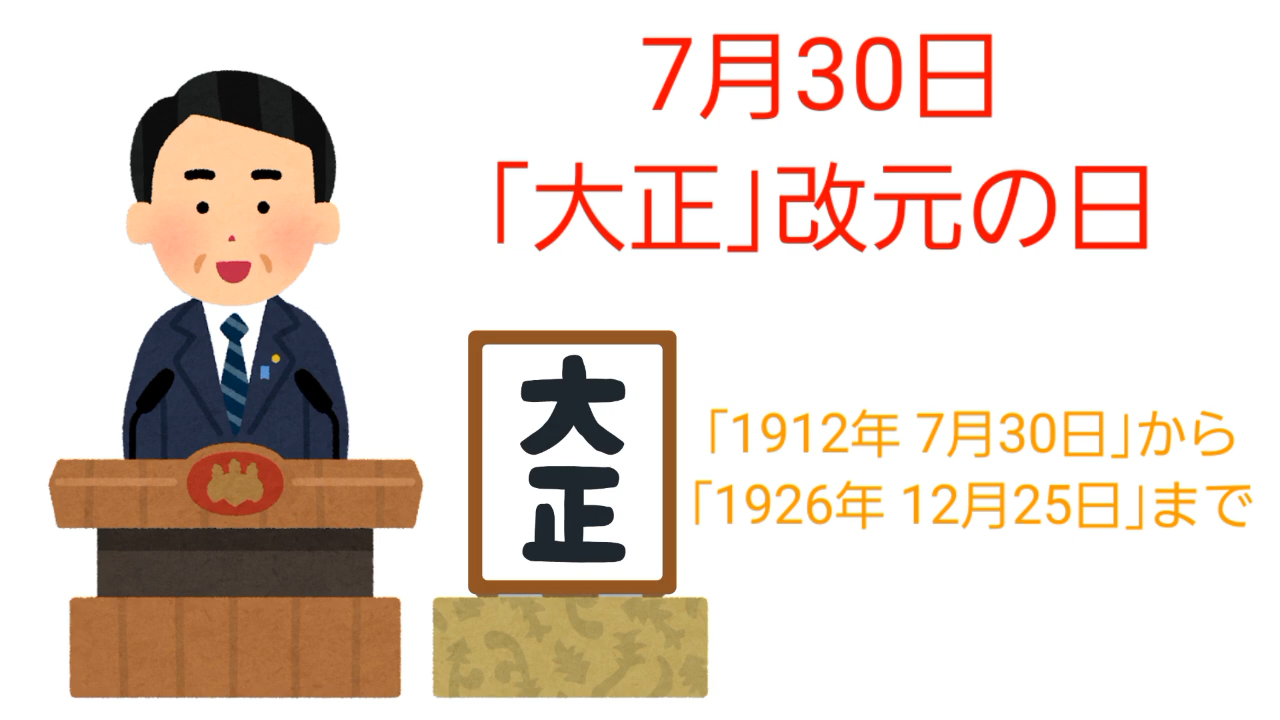 7月30日
「大正」改元の日
大正
「1912年 7月30日」から
「1926年 12月25日」まで